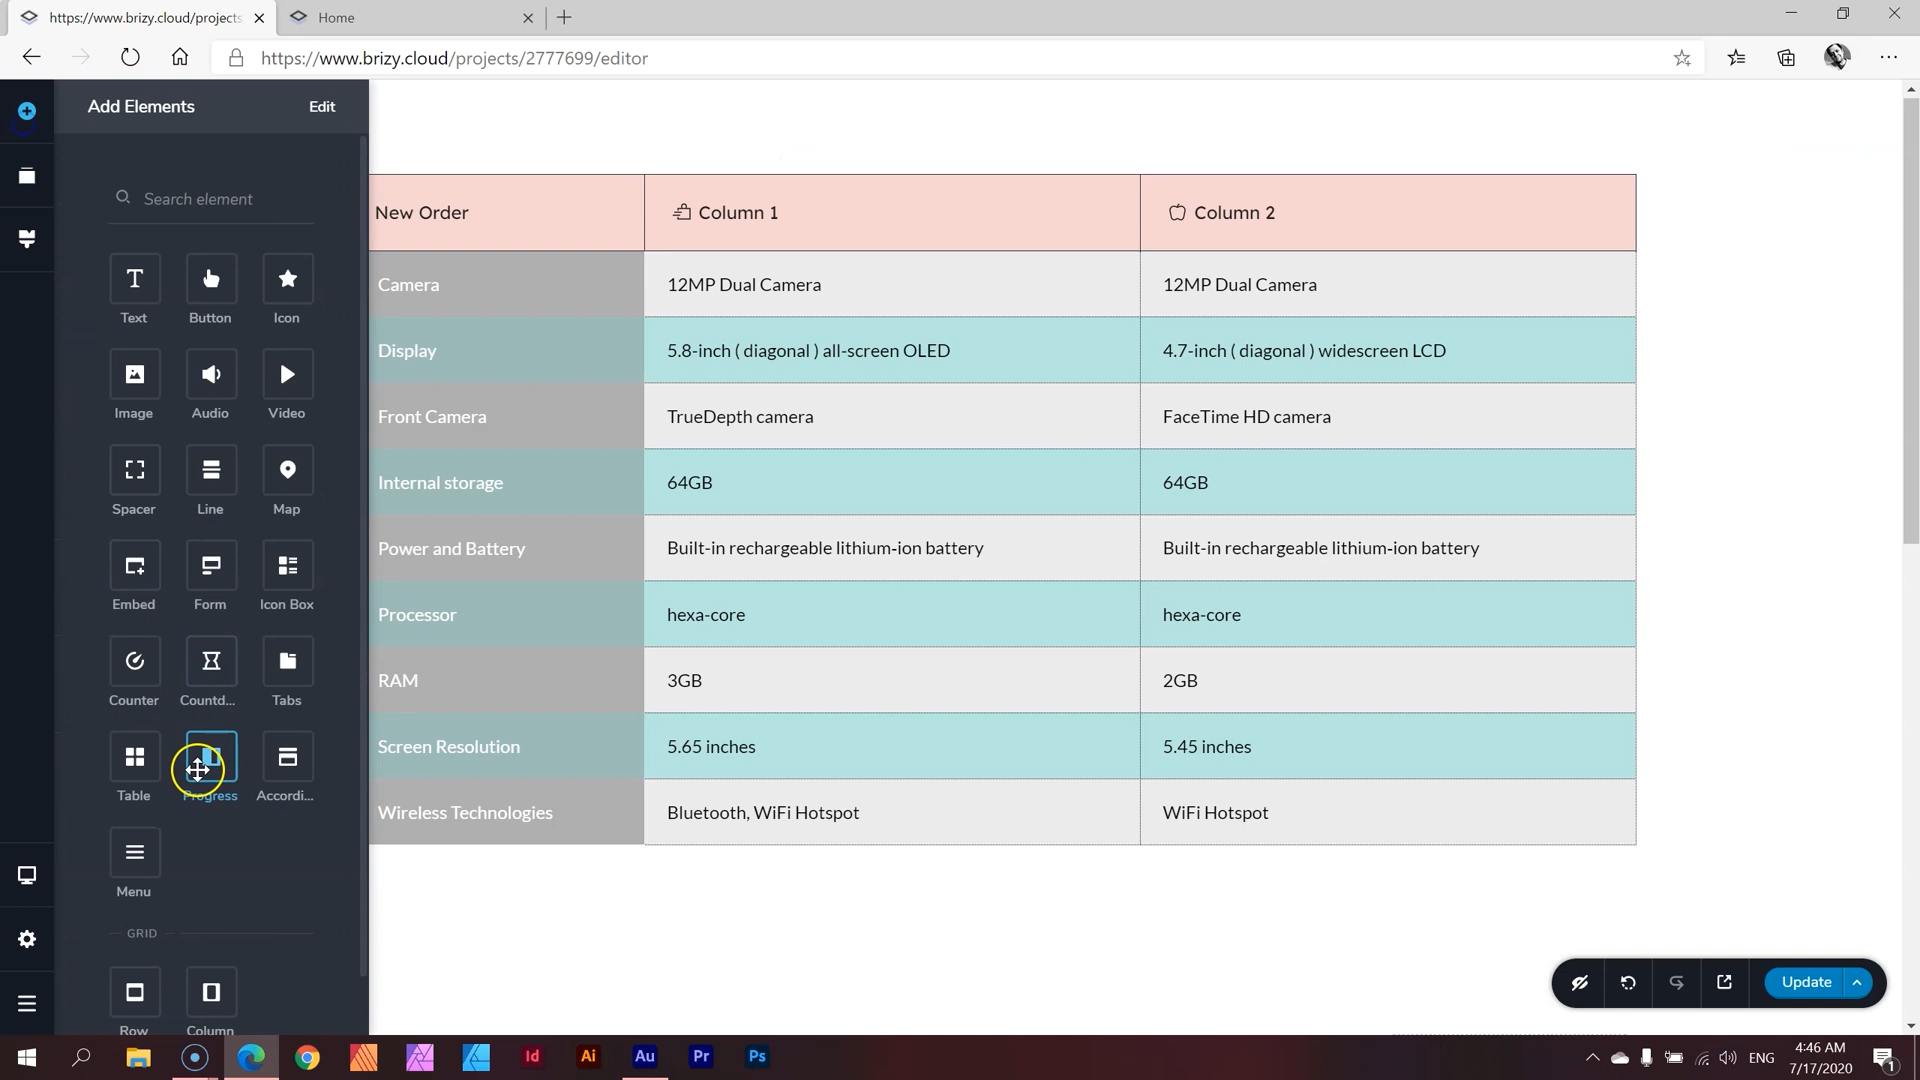 https://www.brizy.cloud/projects
Home
https://www.brizy.cloud/projects/2777699/editor
Add Elements
Edit
Search element
Text
Button
Icon
Image
Audio
Video
Spacer
Line
Map
Embed
Form
Icon Box
Counter
Countd...
Tabs
Table
Progress
Accordi...
Menu
GRID
Row
Column
New Order
Column 1
Column 2
Camera
12MP Dual Camera
12MP Dual Camera
Display
5.8-inch ( diagonal ) all-screen OLED
4.7-inch ( diagonal ) widescreen LCD
Front Camera
TrueDepth camera
FaceTime HD camera
Internal storage
64GB
64GB
Power and Battery
Built-in rechargeable lithium-ion battery
Built-in rechargeable lithium-ion battery
Processor
hexa-core
hexa-core
RAM
3GB
2GB
Screen Resolution
5.65 inches
5.45 inches
Wireless Technologies
Bluetooth, WiFi Hotspot
WiFi Hotspot
Update
Id
Ai
Au
Pr
Ps
ENG
4:46 AM
7/17/2020
1